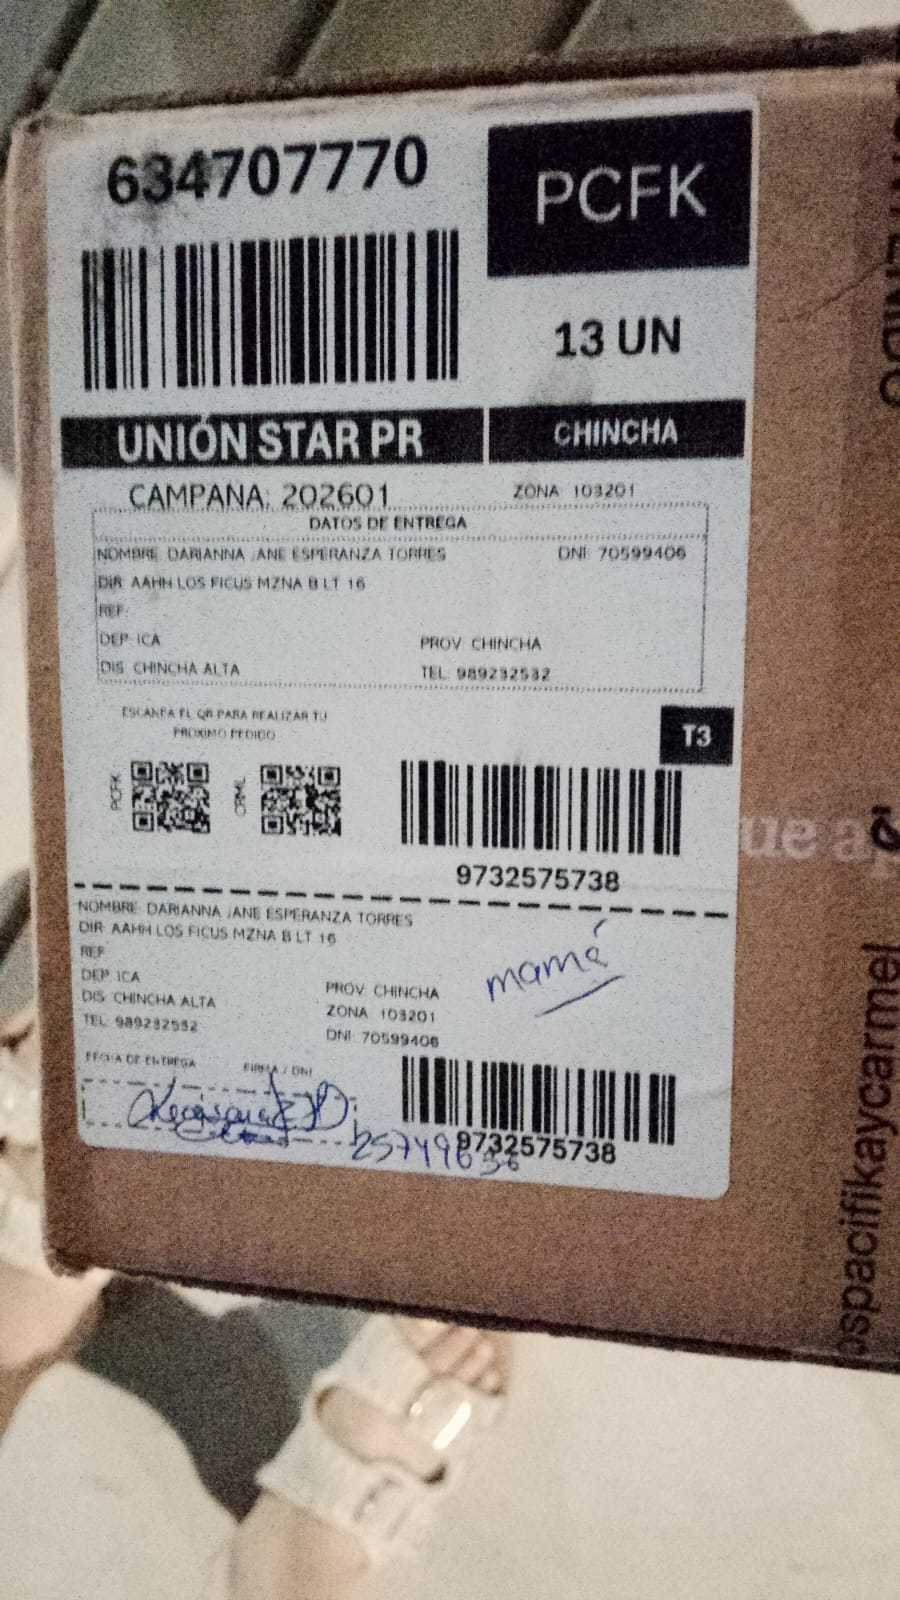 634707770
PCFK
13 UN
UNIÓN STAR PR
CHINCHA
CAMPAÑA: 202601
ZONA: 103201
DATOS DE ENTREGA
NOMBRE: DARIANNA JANE ESPERANZA TORRES DNI: 70599406
DIR: AAHH LOS FICUS MZNA B LT 16
REF:
DEP: ICA PROV: CHINCHA
DIS: CHINCHA ALTA TEL: 989232532
ESCANEA EL QR PARA REALIZAR TU
PROXIMO PEDIDO
T3
PCFK
CRML
9732575738
NOMBRE: DARIANNA JANE ESPERANZA TORRES
DIR: AAHH LOS FICUS MZNA B LT 16
REF:
DEP: ICA PROV: CHINCHA
DIS: CHINCHA ALTA ZONA: 103201
TEL: 989232532 DNI: 70599406
mamá
FECHA DE ENTREGA FIRMA / DNI
9732575738
ue ap
ospacifikaycarmel